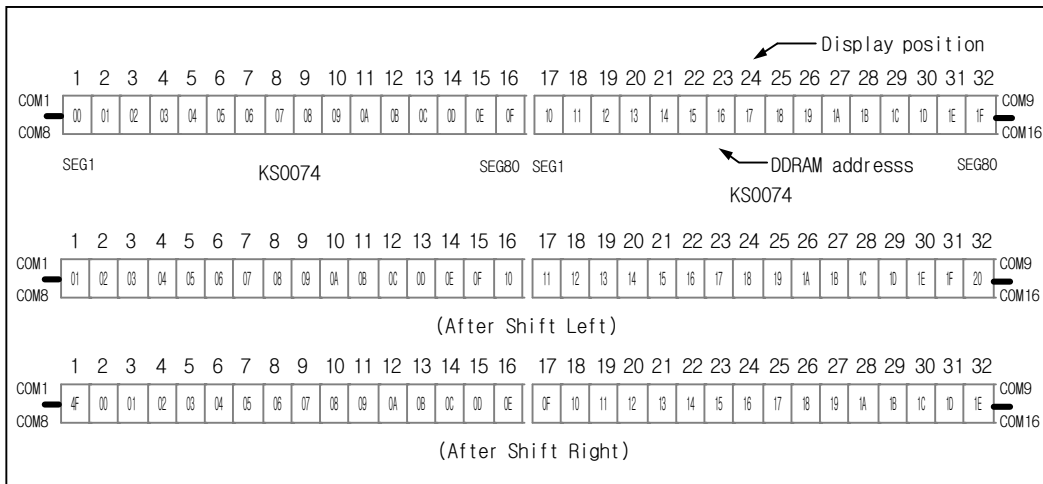 Display position
1 2 3 4 5 6 7 8 9 10 11 12 13 14 15 16 17 18 19 20 21 22 23 24 25 26 27 28 29 30 31 32
COM1 COM9
00 01 02 03 04 05 06 07 08 09 0A 0B 0C 0D 0E 0F 10 11 12 13 14 15 16 17 18 19 1A 1B 1C 1D 1E 1F
COM8 COM16
SEG1 KS0074 SEG80 SEG1 DDRAM addresss SEG80
KS0074
1 2 3 4 5 6 7 8 9 10 11 12 13 14 15 16 17 18 19 20 21 22 23 24 25 26 27 28 29 30 31 32
COM1 COM9
01 02 03 04 05 06 07 08 09 0A 0B 0C 0D 0E 0F 10 11 12 13 14 15 16 17 18 19 1A 1B 1C 1D 1E 1F 20
COM8 COM16
(After Shift Left)
1 2 3 4 5 6 7 8 9 10 11 12 13 14 15 16 17 18 19 20 21 22 23 24 25 26 27 28 29 30 31 32
COM1 COM9
4F 00 01 02 03 04 05 06 07 08 09 0A 0B 0C 0D 0E 0F 10 11 12 13 14 15 16 17 18 19 1A 1B 1C 1D 1E
COM8 COM16
(After Shift Right)